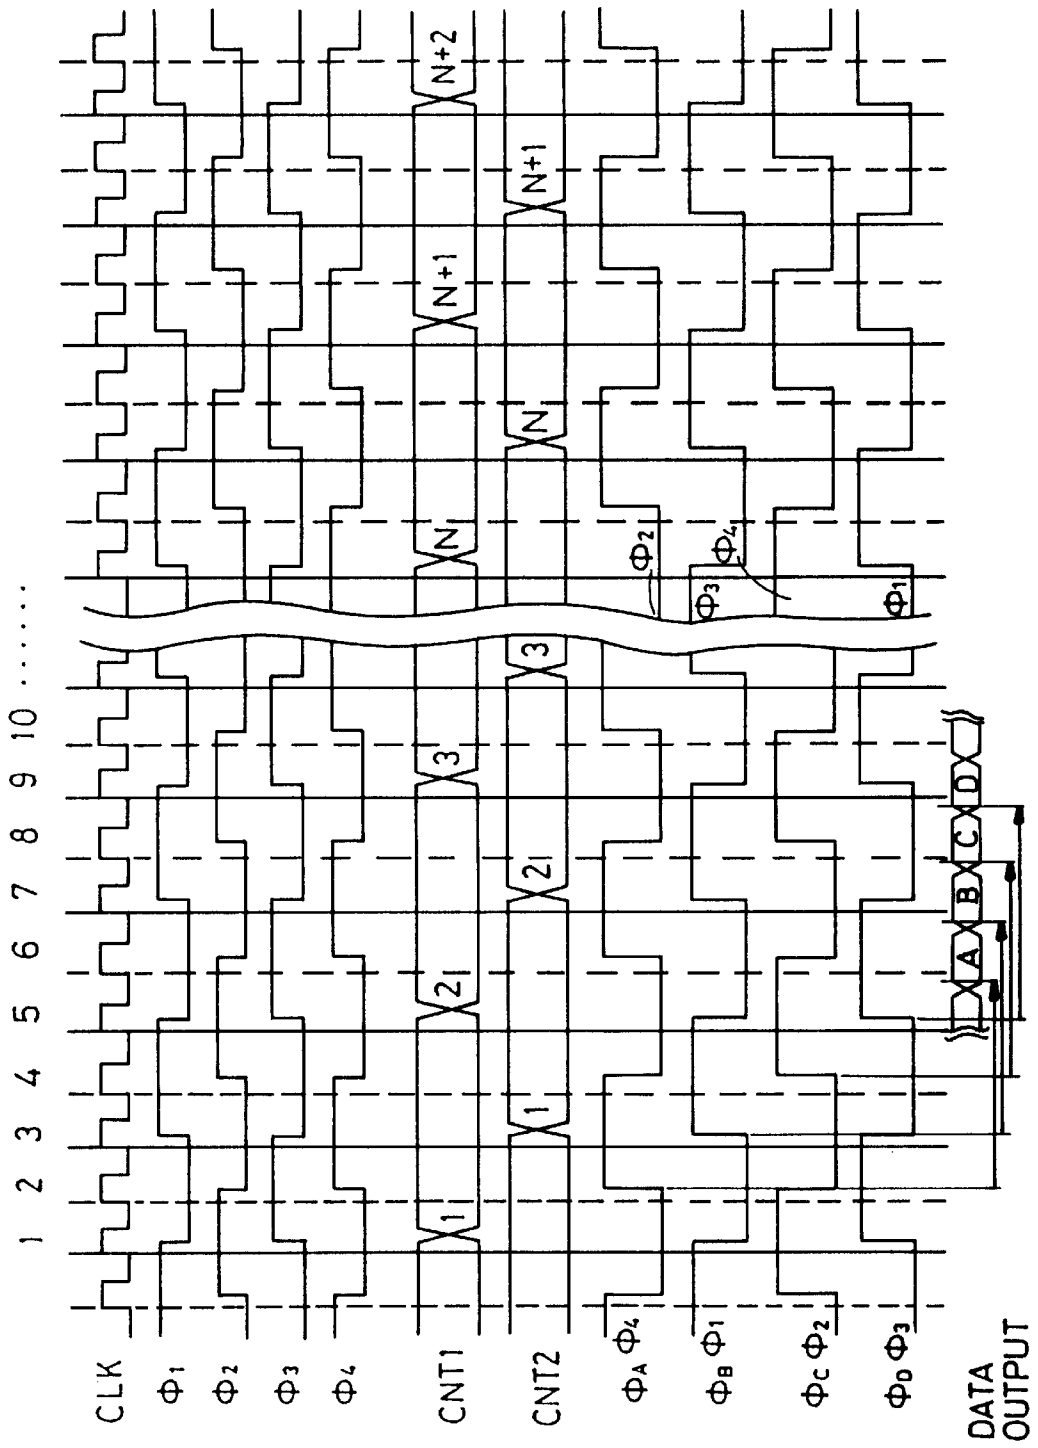 1 2 3 4 5 6 7 8 9 10 .......
CLK
Φ1
Φ2
Φ3
Φ4
CNT1 1 2 3 N N+1 N+2
CNT2 1 2 3 N N+1
ΦA Φ4 Φ2
ΦB Φ1 Φ3
ΦC Φ2 Φ4
ΦD Φ3 Φ1
DATA OUTPUT A B C D